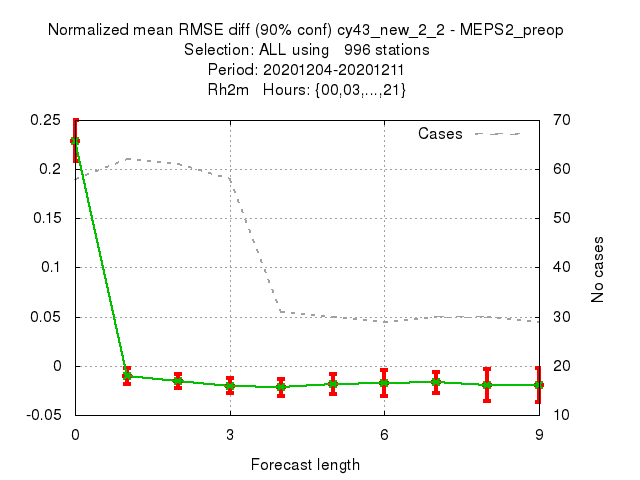 Normalized mean RMSE diff (90% conf) cy43_new_2_2 - MEPS2_preop
Selection: ALL using 996 stations
Period: 20201204-20201211
Rh2m Hours: {00,03,...,21}
Cases
0.25
0.2
0.15
0.1
0.05
0
-0.05
70
60
50
40
30
20
10
No cases
0 3 6 9
Forecast length